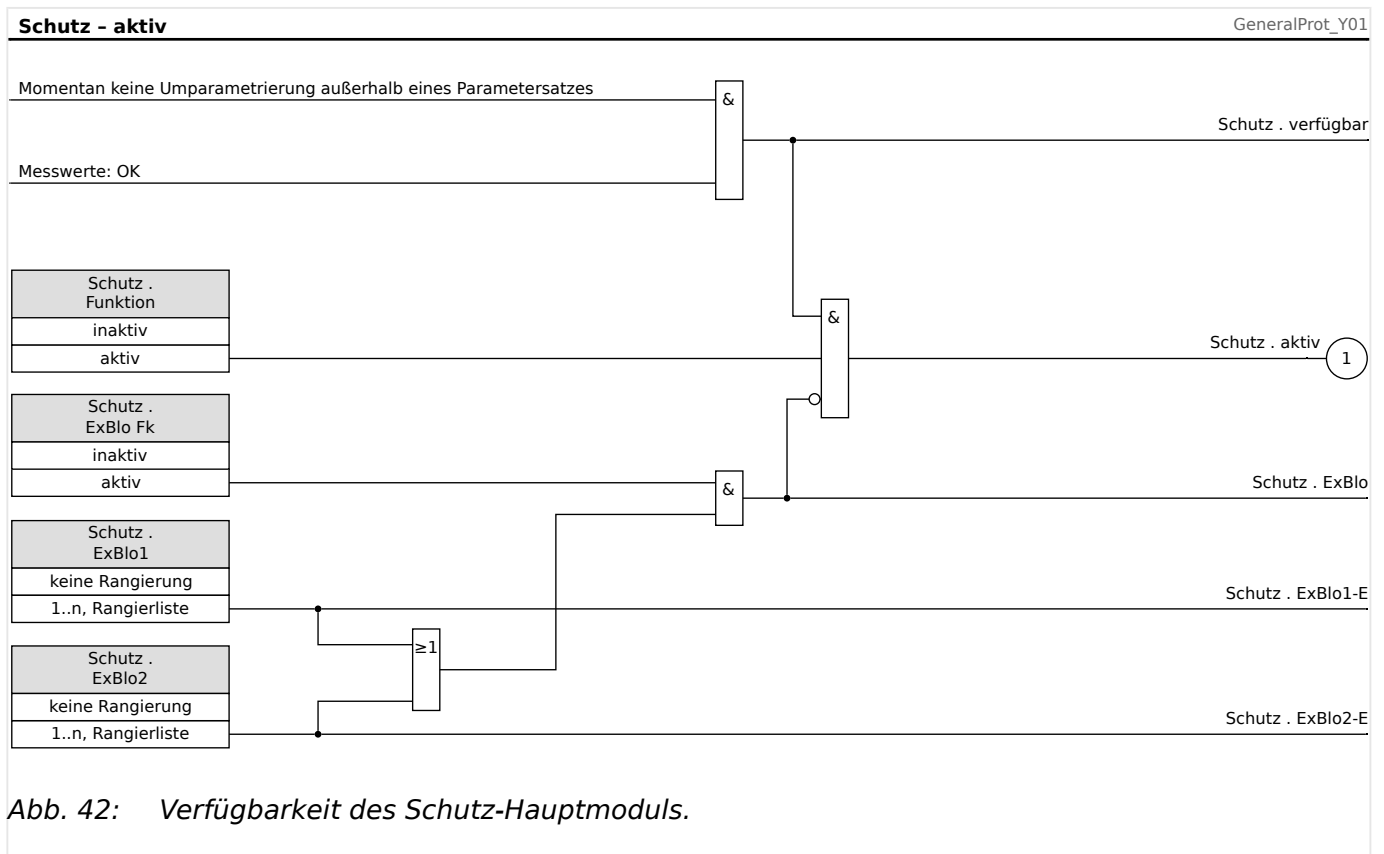 Schutz – aktiv
GeneralProt_Y01
Momentan keine Umparametrierung außerhalb eines Parametersatzes
&
Schutz . verfügbar
Messwerte: OK
Schutz .
Funktion
inaktiv
aktiv
&
Schutz . aktiv
1
Schutz .
ExBlo Fk
inaktiv
aktiv
&
Schutz . ExBlo
Schutz .
ExBlo1
keine Rangierung
1..n, Rangierliste
Schutz . ExBlo1-E
≥1
Schutz .
ExBlo2
keine Rangierung
1..n, Rangierliste
Schutz . ExBlo2-E
Abb. 42: Verfügbarkeit des Schutz-Hauptmoduls.